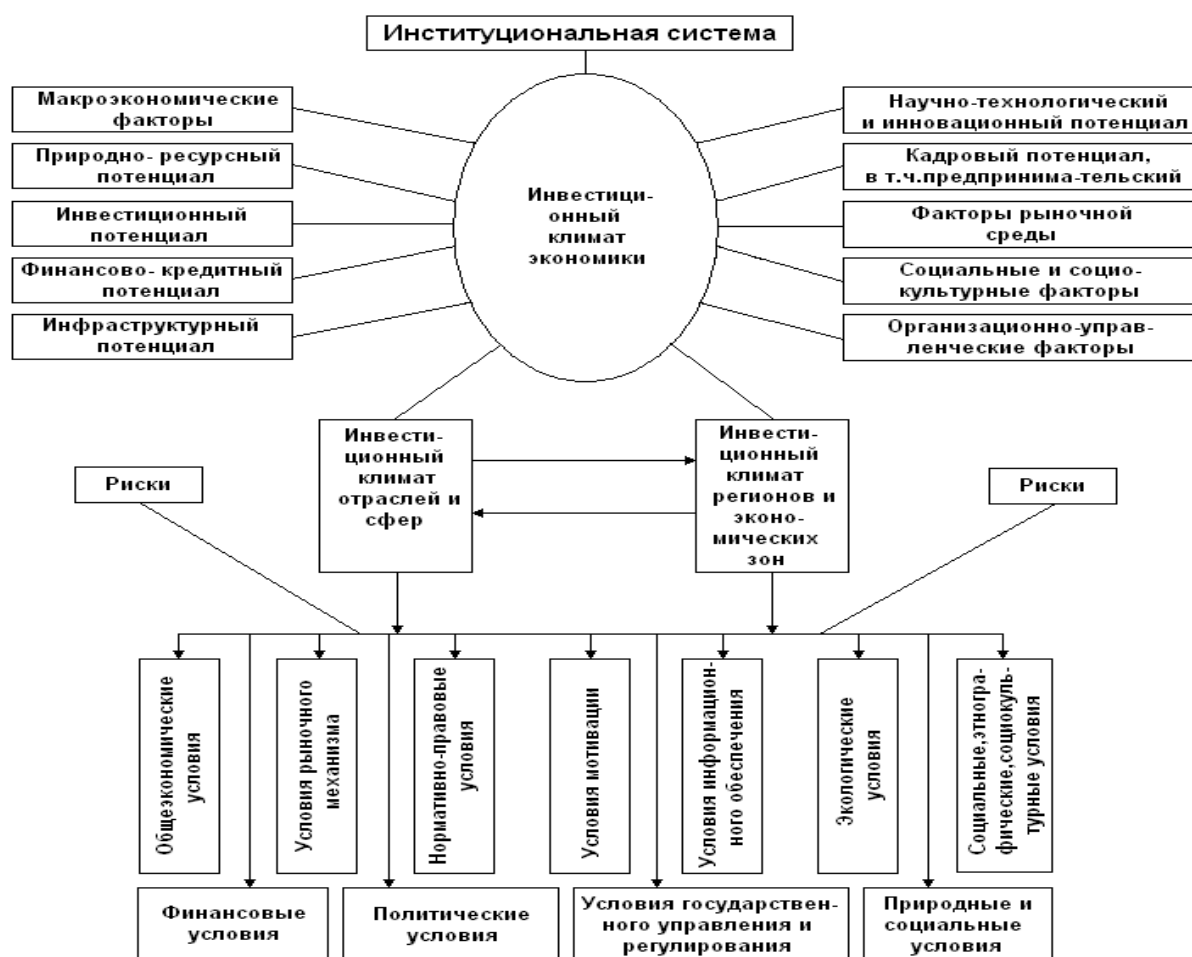 Институциональная система
Макроэкономические
факторы
Природно- ресурсный
потенциал
Инвестиционный
потенциал
Финансово- кредитный
потенциал
Инфраструктурный
потенциал
Инвестици-
онный
климат
экономики
Научно-технологический
и инновационный потенциал
Кадровый потенциал,
в т.ч.предпринима-тельский
Факторы рыночной
среды
Социальные и социо-
культурные факторы
Организационно-управ-
ленческие факторы
Риски
Инвести-
ционный
климат
отраслей и
сфер
Инвести-
ционный
климат
регионов и
эконо-
мических
зон
Риски
Общеэкономические
условия
Условия рыночного
механизма
Нормативно-правовые
условия
Условия мотивации
Условия информацион-
ного обеспечения
Экологические
условия
Социальные,этногра-
фические,социокуль-
турные условия
Финансовые
условия
Политические
условия
Условия государствен-
ного управления и
регулирования
Природные и
социальные
условия